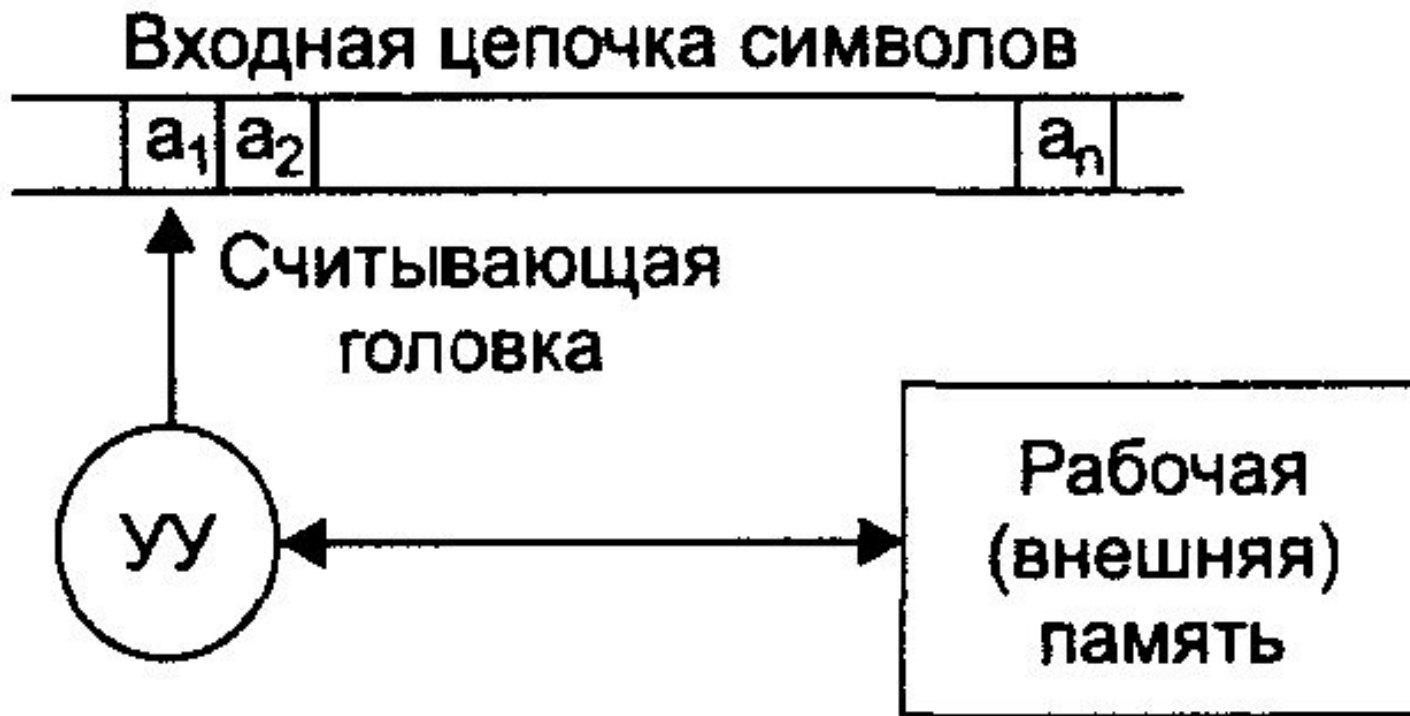 Входная цепочка символов
a₁ a₂ aₙ
Считывающая
головка
УУ
Рабочая
(внешняя)
память